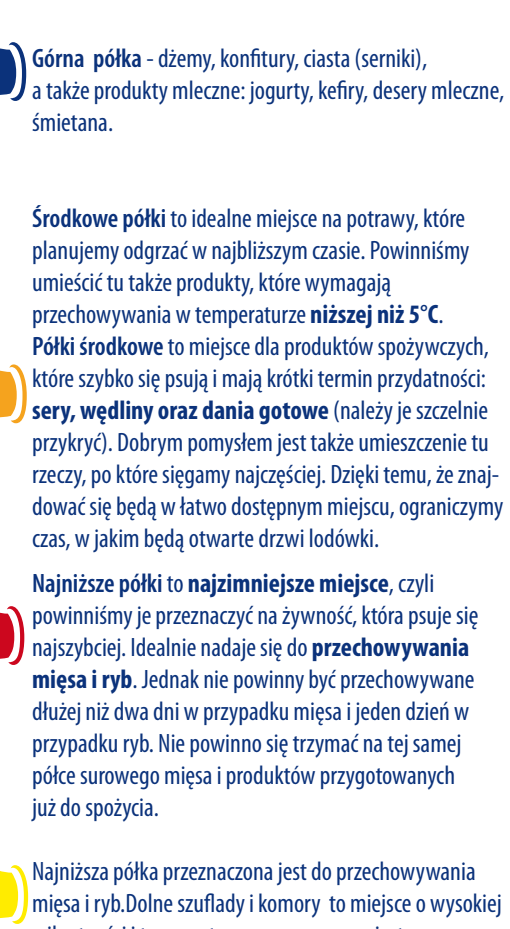 Górna półka - dżemy, konfitury, ciasta (serniki),
a także produkty mleczne: jogurty, kefiry, desery mleczne,
śmietana.
Środkowe półki to idealne miejsce na potrawy, które
planujemy odgrzać w najbliższym czasie. Powinniśmy
umieścić tu także produkty, które wymagają
przechowywania w temperaturze niższej niż 5°C.
Półki środkowe to miejsce dla produktów spożywczych,
które szybko się psują i mają krótki termin przydatności:
sery, wędliny oraz dania gotowe (należy je szczelnie
przykryć). Dobrym pomysłem jest także umieszczenie tu
rzeczy, po które sięgamy najczęściej. Dzięki temu, że znaj-
dować się będą w łatwo dostępnym miejscu, ograniczymy
czas, w jakim będą otwarte drzwi lodówki.
Najniższe półki to najzimniejsze miejsce, czyli
powinniśmy je przeznaczyć na żywność, która psuje się
najszybciej. Idealnie nadaje się do przechowywania
mięsa i ryb. Jednak nie powinny być przechowywane
dłużej niż dwa dni w przypadku mięsa i jeden dzień w
przypadku ryb. Nie powinno się trzymać na tej samej
półce surowego mięsa i produktów przygotowanych
już do spożycia.
Najniższa półka przeznaczona jest do przechowywania
mięsa i ryb.Dolne szuflady i komory to miejsce o wysokiej